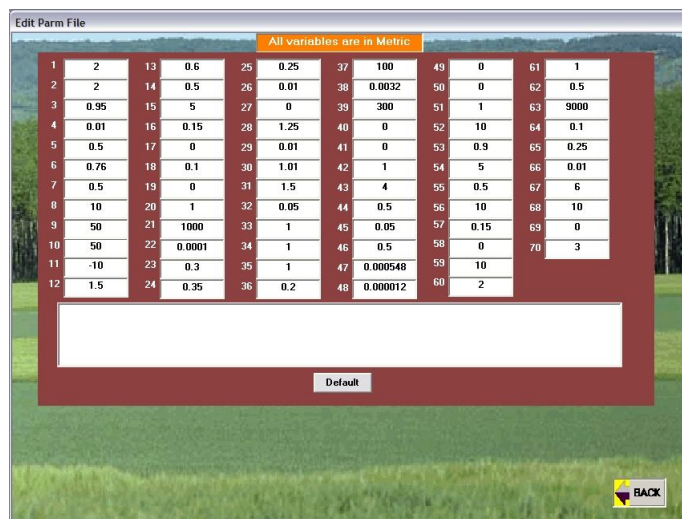 Edit Parm File
All variables are in Metric
1 2 13 0.6 25 0.25 37 100 49 0 61 1
2 2 14 0.5 26 0.01 38 0.0032 50 0 62 0.5
3 0.95 15 5 27 0 39 300 51 1 63 9000
4 0.01 16 0.15 28 1.25 40 0 52 10 64 0.1
5 0.5 17 0 29 0.01 41 0 53 0.9 65 0.25
6 0.76 18 0.1 30 1.01 42 1 54 5 66 0.01
7 0.5 19 0 31 1.5 43 4 55 0.5 67 6
8 10 20 1 32 0.05 44 0.5 56 10 68 10
9 50 21 1000 33 1 45 0.05 57 0.15 69 0
10 50 22 0.0001 34 1 46 0.5 58 0 70 3
11 -10 23 0.3 35 1 47 0.000548 59 10
12 1.5 24 0.35 36 0.2 48 0.000012 60 2
Default
BACK